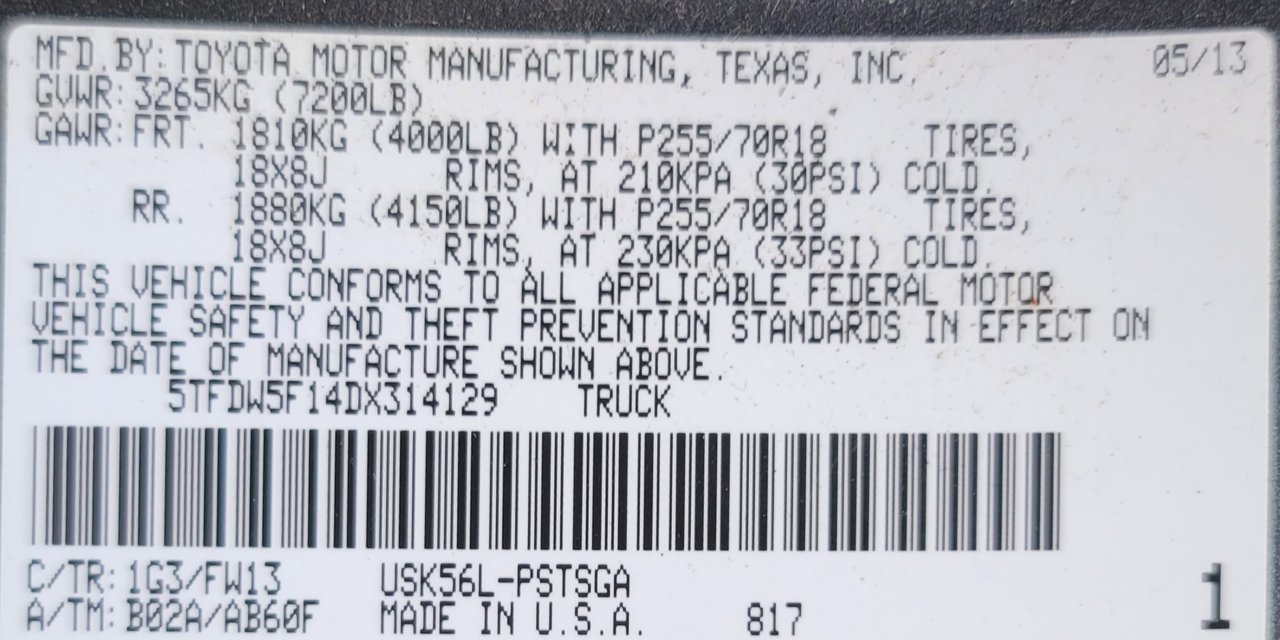 MFD.BY: TOYOTA MOTOR MANUFACTURING, TEXAS, INC. 05/13
GVWR: 3265KG (7200LB)
GAWR: FRT. 1810KG (4000LB) WITH P255/70R18 TIRES,
18X8J RIMS, AT 210KPA (30PSI) COLD.
RR. 1880KG (4150LB) WITH P255/70R18 TIRES,
18X8J RIMS, AT 230KPA (33PSI) COLD.
THIS VEHICLE CONFORMS TO ALL APPLICABLE FEDERAL MOTOR
VEHICLE SAFETY AND THEFT PREVENTION STANDARDS IN EFFECT ON
THE DATE OF MANUFACTURE SHOWN ABOVE.
5TFDW5F14DX314129 TRUCK
C/TR: 1G3/FW13 USK56L-PSTSGA
A/TM: B02A/AB60F MADE IN U.S.A. 817 1